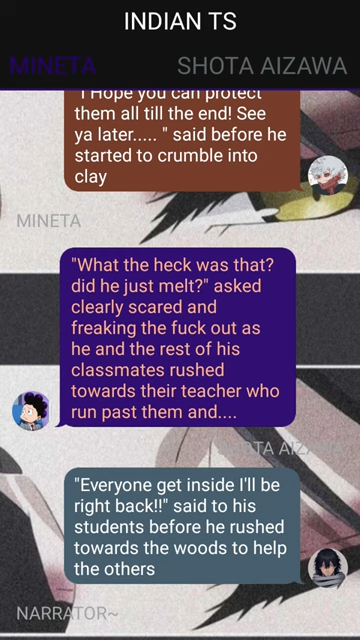 INDIAN TS
MINETA
SHOTA AIZAWA
"I Hope you can protect
them all till the end! See
ya later..... " said before he
started to crumble into
clay
MINETA
"What the heck was that?
did he just melt?" asked
clearly scared and
freaking the fuck out as
he and the rest of his
classmates rushed
towards their teacher who
run past them and....
SHOTA AIZAWA
"Everyone get inside I'll be
right back!!" said to his
students before he rushed
towards the woods to help
the others
NARRATOR~